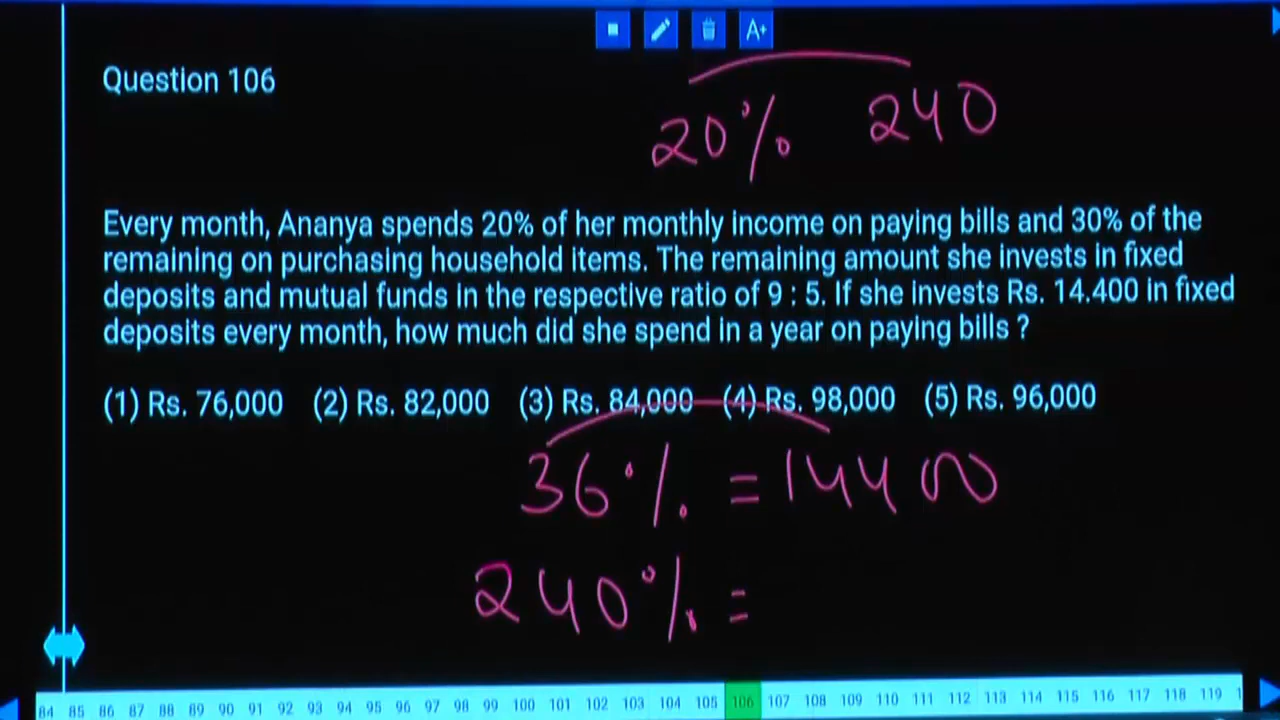 A+
Question 106
20% 240
Every month, Ananya spends 20% of her monthly income on paying bills and 30% of the
remaining on purchasing household items. The remaining amount she invests in fixed
deposits and mutual funds in the respective ratio of 9 : 5. If she invests Rs. 14.400 in fixed
deposits every month, how much did she spend in a year on paying bills ?
(1) Rs. 76,000 (2) Rs. 82,000 (3) Rs. 84,000 (4) Rs. 98,000 (5) Rs. 96,000
36% = 14400
240% =
84 85 86 87 88 89 90 91 92 93 94 95 96 97 98 99 100 101 102 103 104 105 106 107 108 109 110 111 112 113 114 115 116 117 118 119 1